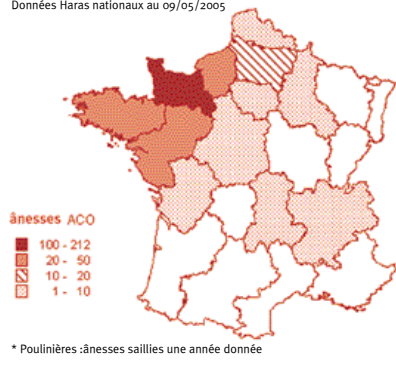 Données Haras nationaux au 09/05/2005
ânesses ACO
100 - 212
20 - 50
10 - 20
1 - 10
* Poulinières :ânesses saillies une année donnée